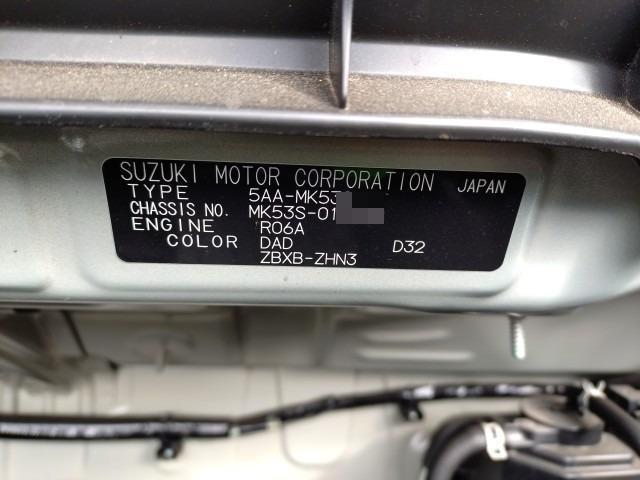 SUZUKI MOTOR CORPORATION JAPAN
TYPE 5AA-MK53
CHASSIS NO. MK53S-01
ENGINE R06A
COLOR DAD D32
ZBXB-ZHN3